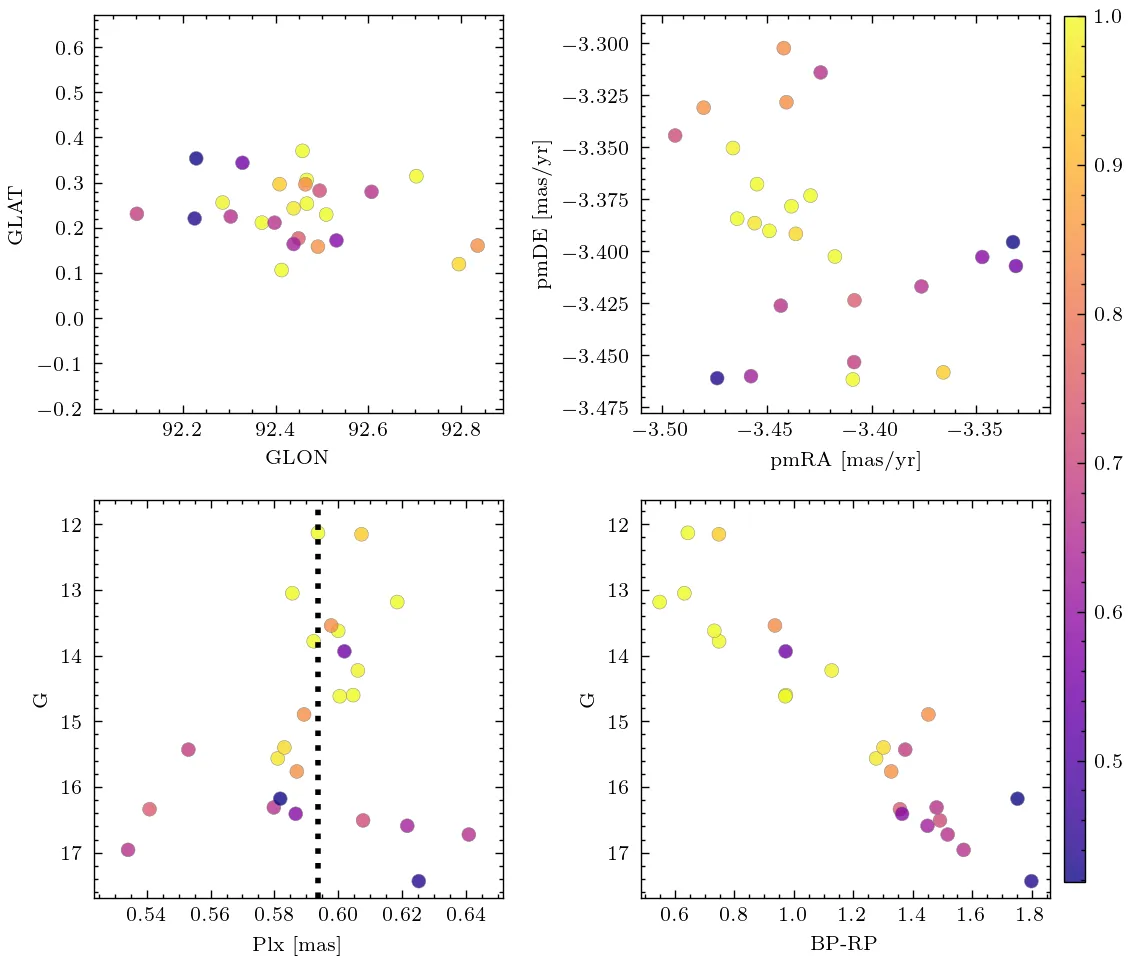 0.6
0.5
0.4
0.3
0.2
0.1
0.0
−0.1
−0.2
GLAT
92.2 92.4 92.6 92.8
GLON
−3.300
−3.325
−3.350
−3.375
−3.400
−3.425
−3.450
−3.475
pmDE [mas/yr]
−3.50 −3.45 −3.40 −3.35
pmRA [mas/yr]
12
13
14
15
16
17
G
0.54 0.56 0.58 0.60 0.62 0.64
Plx [mas]
12
13
14
15
16
17
G
0.6 0.8 1.0 1.2 1.4 1.6 1.8
BP-RP
1.0
0.9
0.8
0.7
0.6
0.5